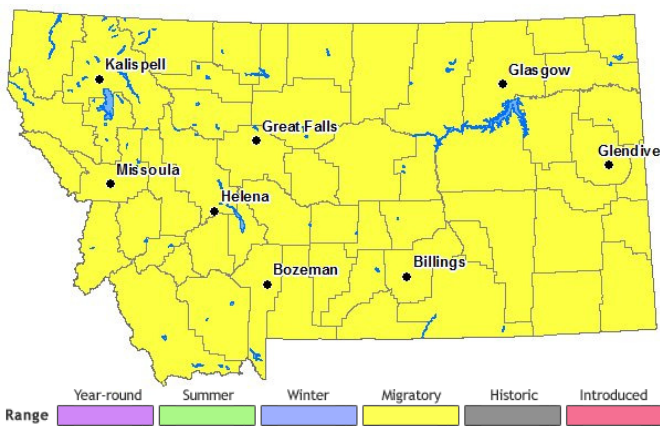 Kalispell
Glasgow
Great Falls
Glendive
Missoula
Helena
Bozeman
Billings
Range Year-round Summer Winter Migratory Historic Introduced